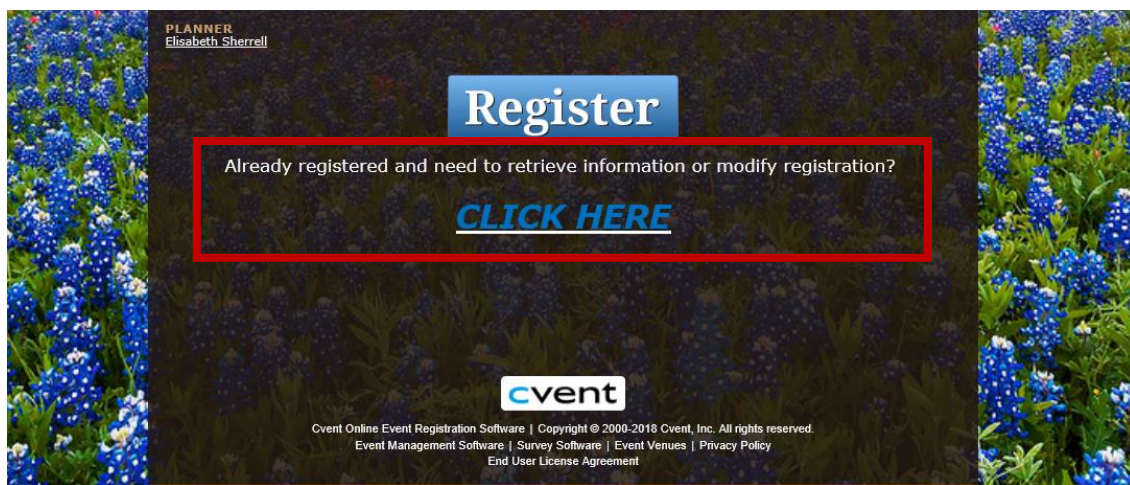 PLANNER
Elisabeth Sherrell
Register
Already registered and need to retrieve information or modify registration?
CLICK HERE
cvent
Cvent Online Event Registration Software | Copyright © 2000-2018 Cvent, Inc. All rights reserved.
Event Management Software | Survey Software | Event Venues | Privacy Policy
End User License Agreement